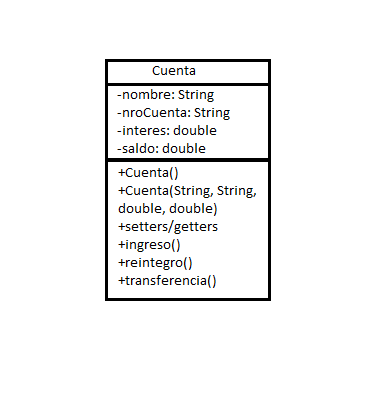 Cuenta
-nombre: String
-nroCuenta: String
-interes: double
-saldo: double
+Cuenta()
+Cuenta(String, String,
double, double)
+setters/getters
+ingreso()
+reintegro()
+transferencia()